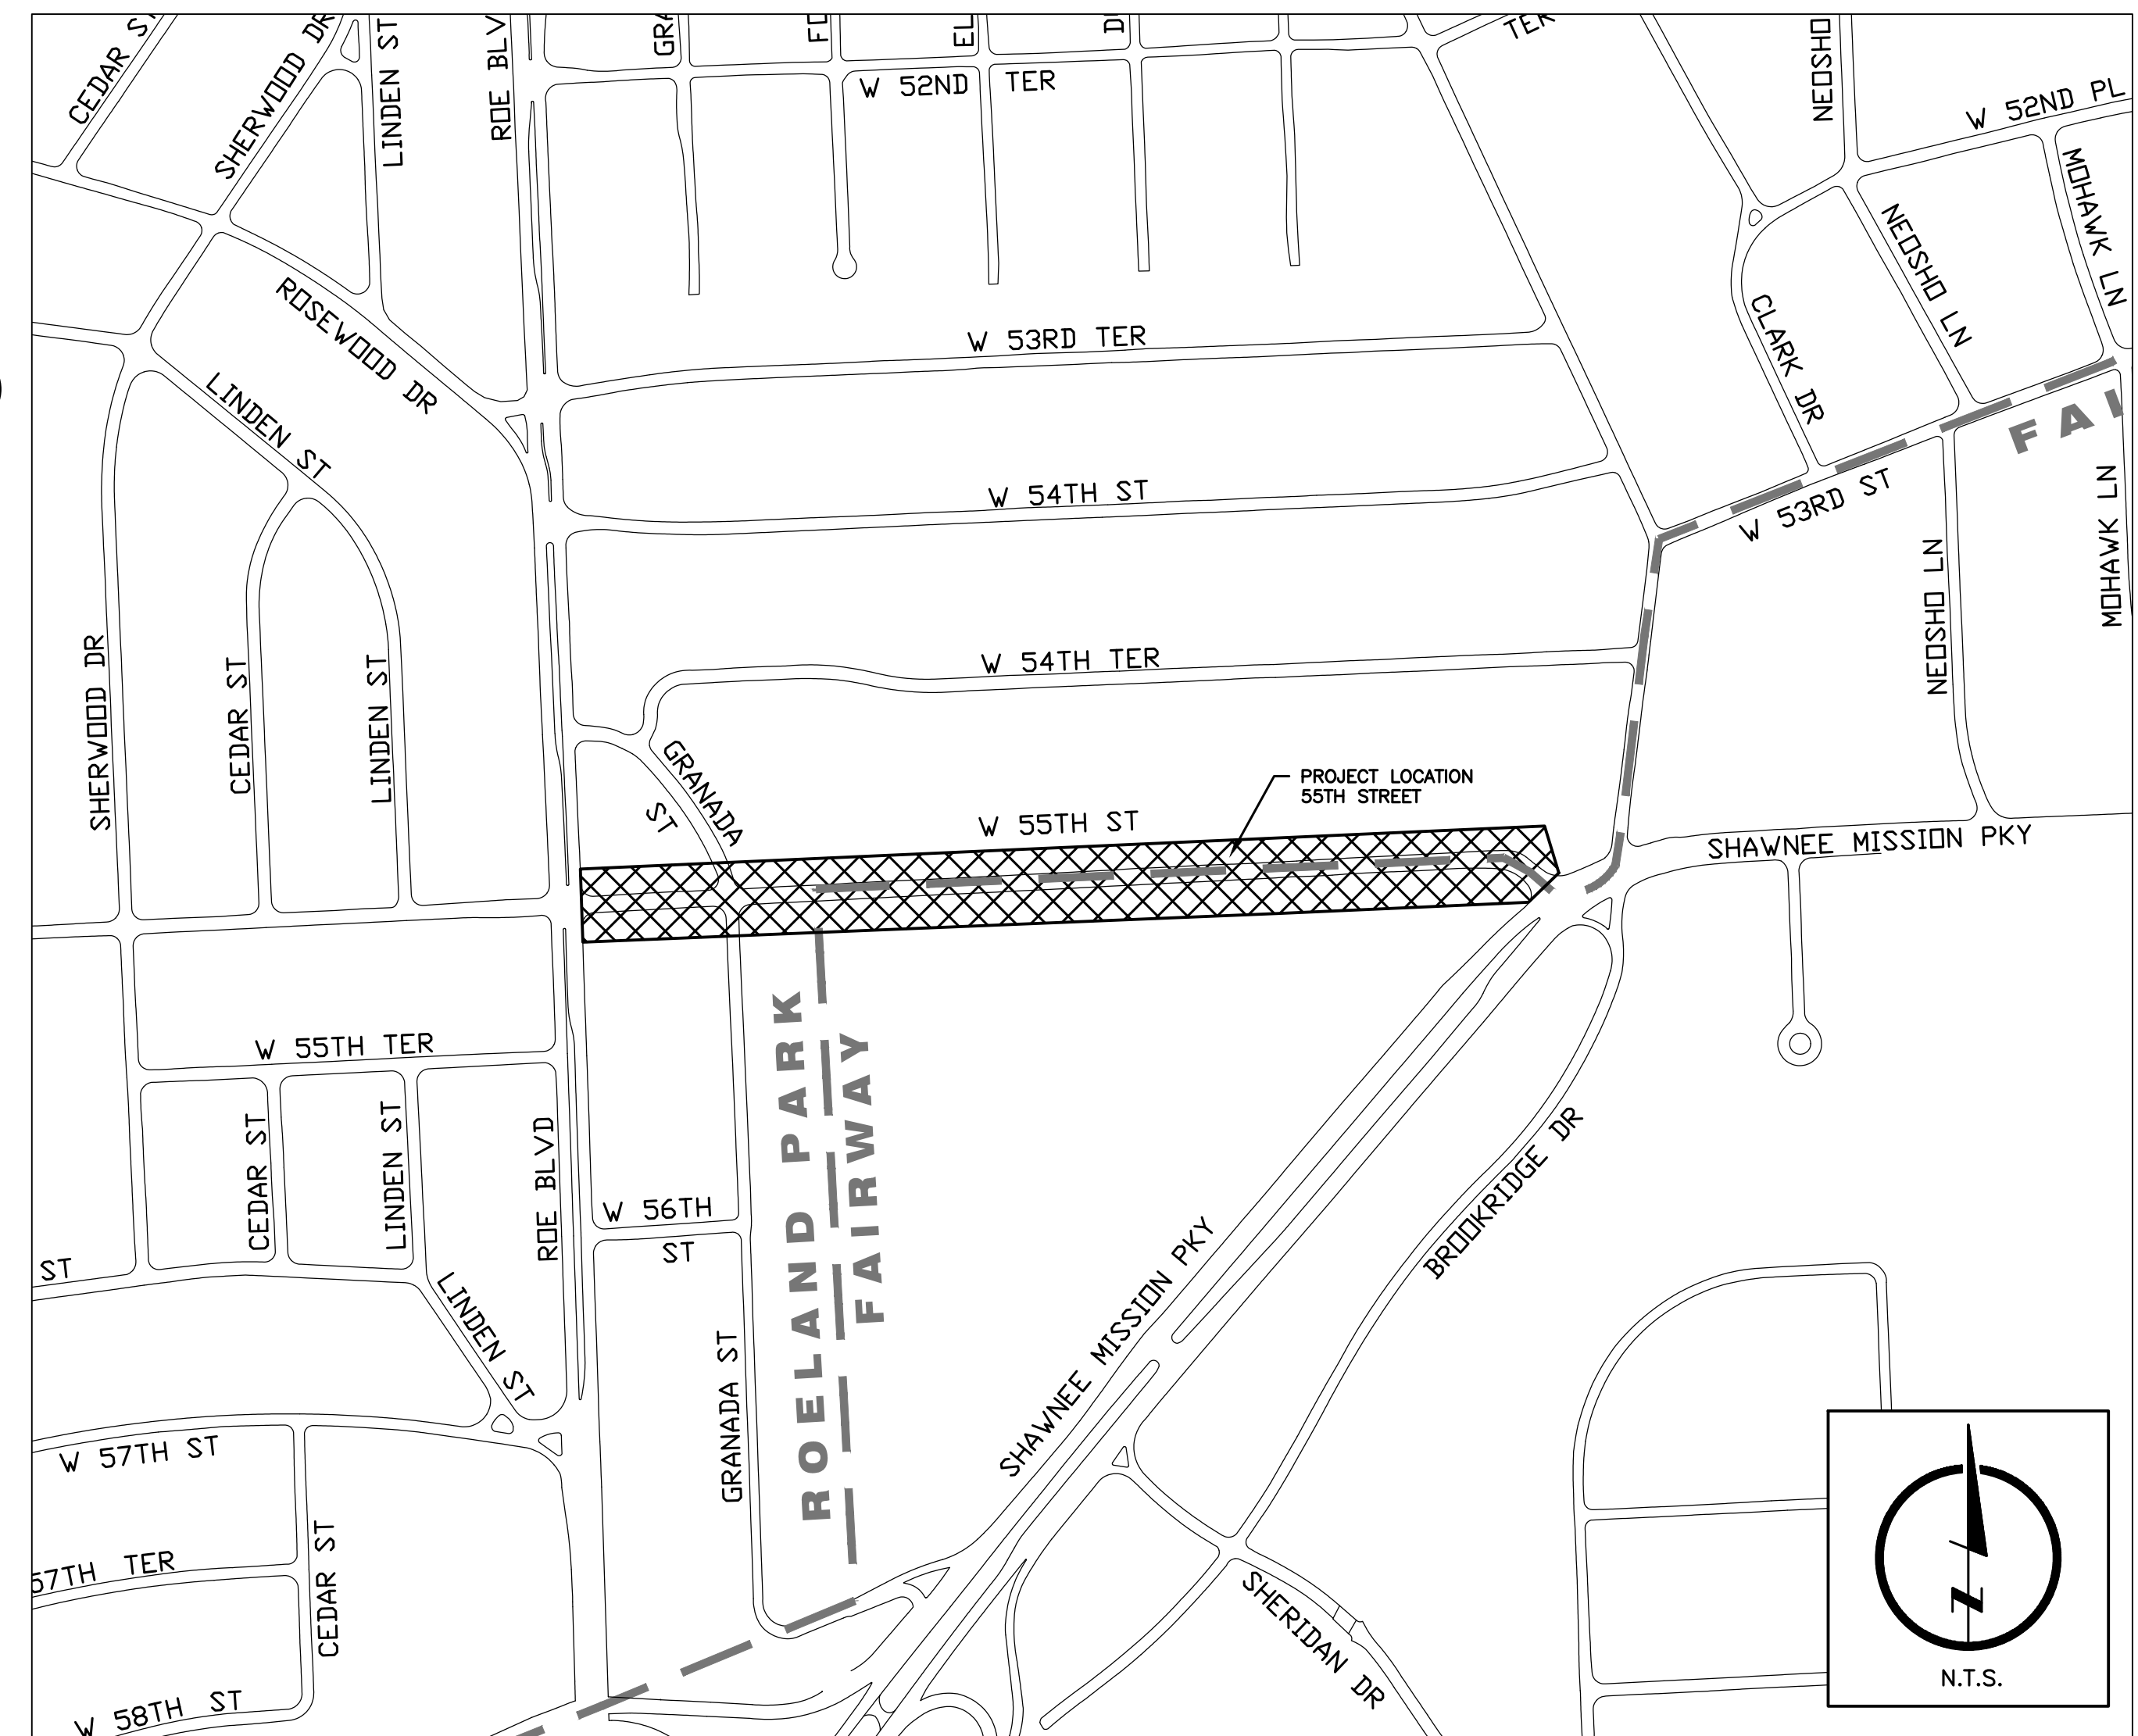 CEDAR ST
SHERWOOD DR
LINDEN ST
ROE BLVD
W 52ND TER
TER
NEOSHO
W 52ND PL
MOHAWK LN
NEOSHO LN
CLARK DR
ROSEWOOD DR
LINDEN ST
W 53RD TER
W 54TH ST
W 53RD ST
FAI
MOHAWK LN
NEOSHO LN
SHERWOOD DR
CEDAR ST
LINDEN ST
W 54TH TER
GRANADA
ST
PROJECT LOCATION
55TH STREET
W 55TH ST
SHAWNEE MISSION PKY
W 55TH TER
CEDAR ST
LINDEN ST
ROE BLVD
ROELAND PARK
FAIRWAY
W 56TH
ST
ST
LINDEN ST
GRANADA ST
SHAWNEE MISSION PKY
BROOKRIDGE DR
W 57TH ST
57TH TER
CEDAR ST
W 58TH ST
SHERIDAN DR
N
N.T.S.